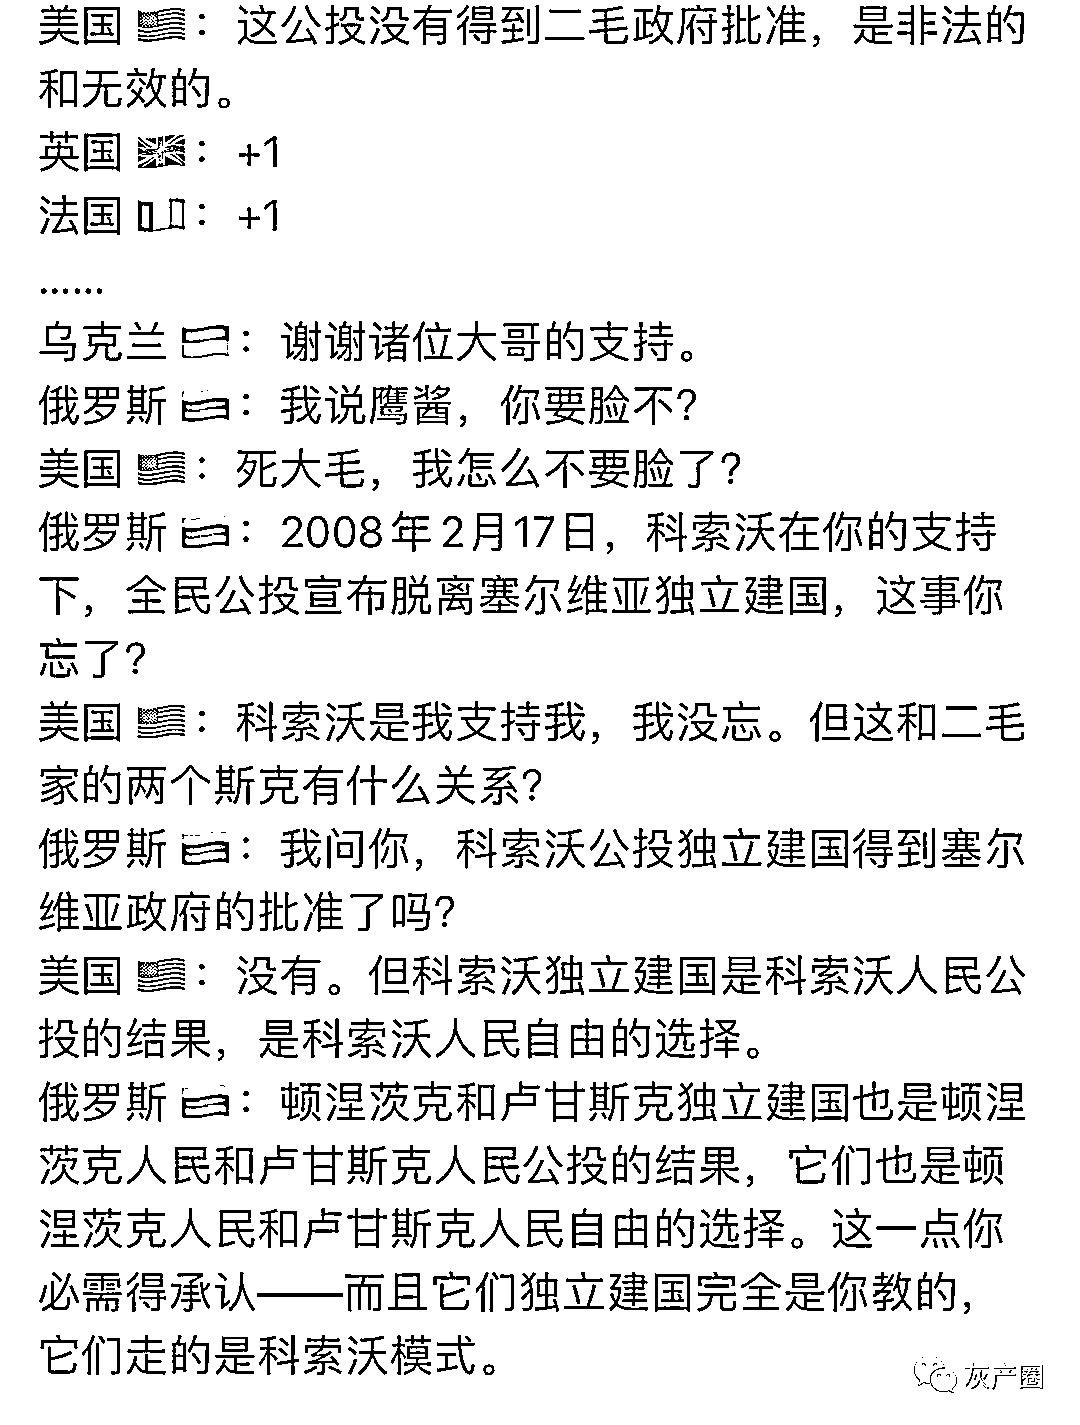 美国🇺🇸：这公投没有得到二毛政府批准，是非法的
和无效的。
英国🇬🇧：+1
法国🇫🇷：+1
……
乌克兰🇺🇦：谢谢诸位大哥的支持。
俄罗斯🇷🇺：我说鹰酱，你要脸不？
美国🇺🇸：死大毛，我怎么不要脸了？
俄罗斯🇷🇺：2008年2月17日，科索沃在你的支持
下，全民公投宣布脱离塞尔维亚独立建国，这事你
忘了？
美国🇺🇸：科索沃是我支持我，我没忘。但这和二毛
家的两个斯克有什么关系？
俄罗斯🇷🇺：我问你，科索沃公投独立建国得到塞尔
维亚政府的批准了吗？
美国🇺🇸：没有。但科索沃独立建国是科索沃人民公
投的结果，是科索沃人民自由的选择。
俄罗斯🇷🇺：顿涅茨克和卢甘斯克独立建国也是顿涅
茨克人民和卢甘斯克人民公投的结果，它们也是顿
涅茨克人民和卢甘斯克人民自由的选择。这一点你
必需得承认——而且它们独立建国完全是你教的，
它们走的是科索沃模式。
灰产圈